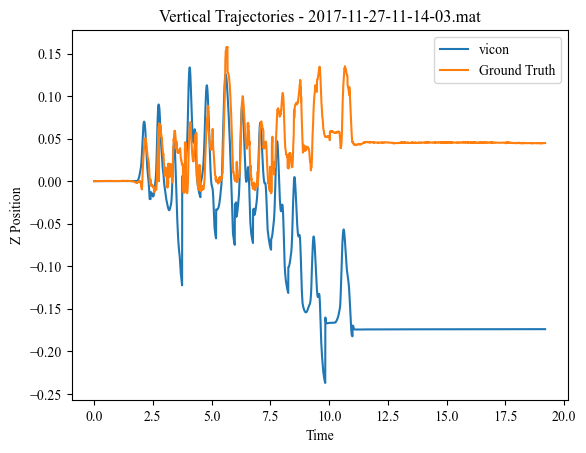 Vertical Trajectories - 2017-11-27-11-14-03.mat
vicon
Ground Truth
0.15
0.10
0.05
0.00
−0.05
−0.10
−0.15
−0.20
−0.25
Z Position
0.0 2.5 5.0 7.5 10.0 12.5 15.0 17.5 20.0
Time